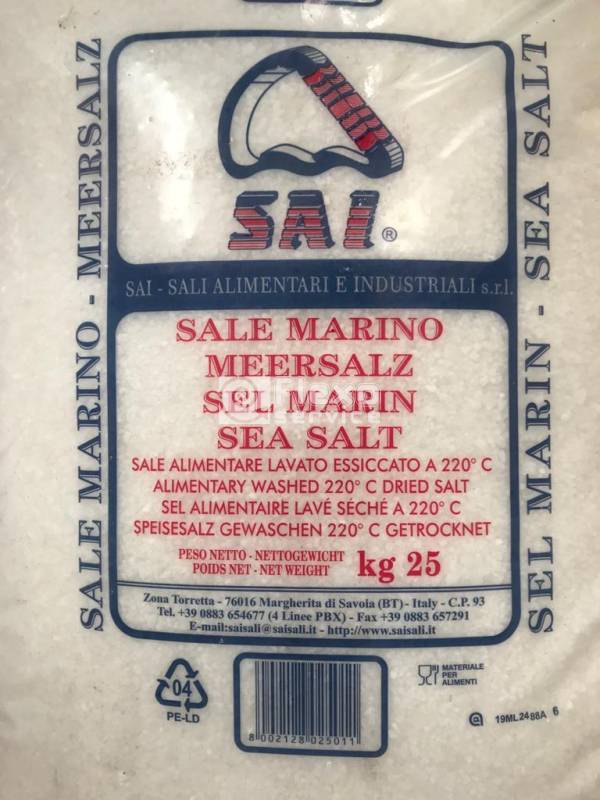 SALE MARINO - MEERSALZ
SAI®
SAI - SALI ALIMENTARI E INDUSTRIALI s.r.l.
SALE MARINO
MEERSALZ
SEL MARIN
SEA SALT
SALE ALIMENTARE LAVATO ESSICCATO A 220° C
ALIMENTARY WASHED 220° C DRIED SALT
SEL ALIMENTAIRE LAVÉ SÉCHÉ A 220° C
SPEISESALZ GEWASCHEN 220° C GETROCKNET
PESO NETTO - NETTOGEWICHT
POIDS NET - NET WEIGHT
kg 25
Zona Torretta - 76016 Margherita di Savoia (BT) - Italy - C.P. 93
Tel. +39 0883 654677 (4 Linee PBX) - Fax +39 0883 657291
E-mail:saisali@saisali.it - http://www.saisali.it
SEL MARIN - SEA SALT
04
PE-LD
8 002128 025011
MATERIALE
PER
ALIMENTI
19ML2488A 6